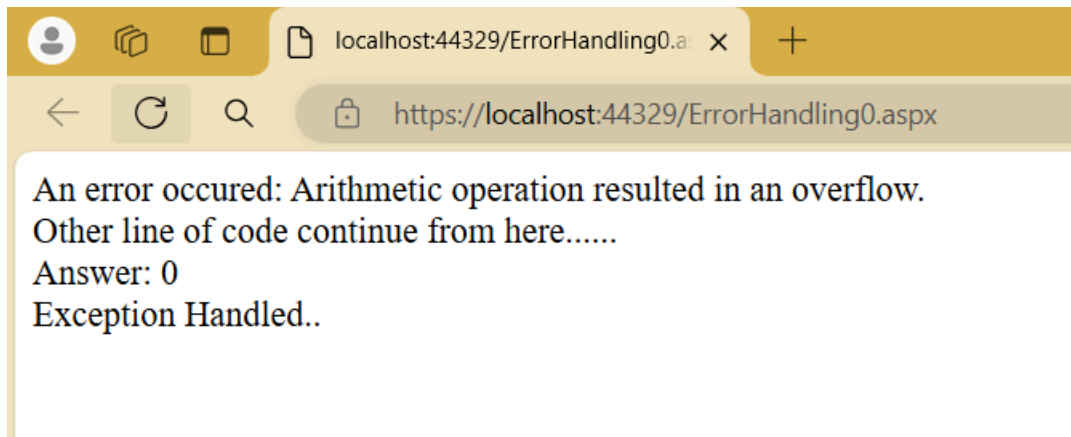 localhost:44329/ErrorHandling0.a
https://localhost:44329/ErrorHandling0.aspx
An error occured: Arithmetic operation resulted in an overflow.
Other line of code continue from here......
Answer: 0
Exception Handled..